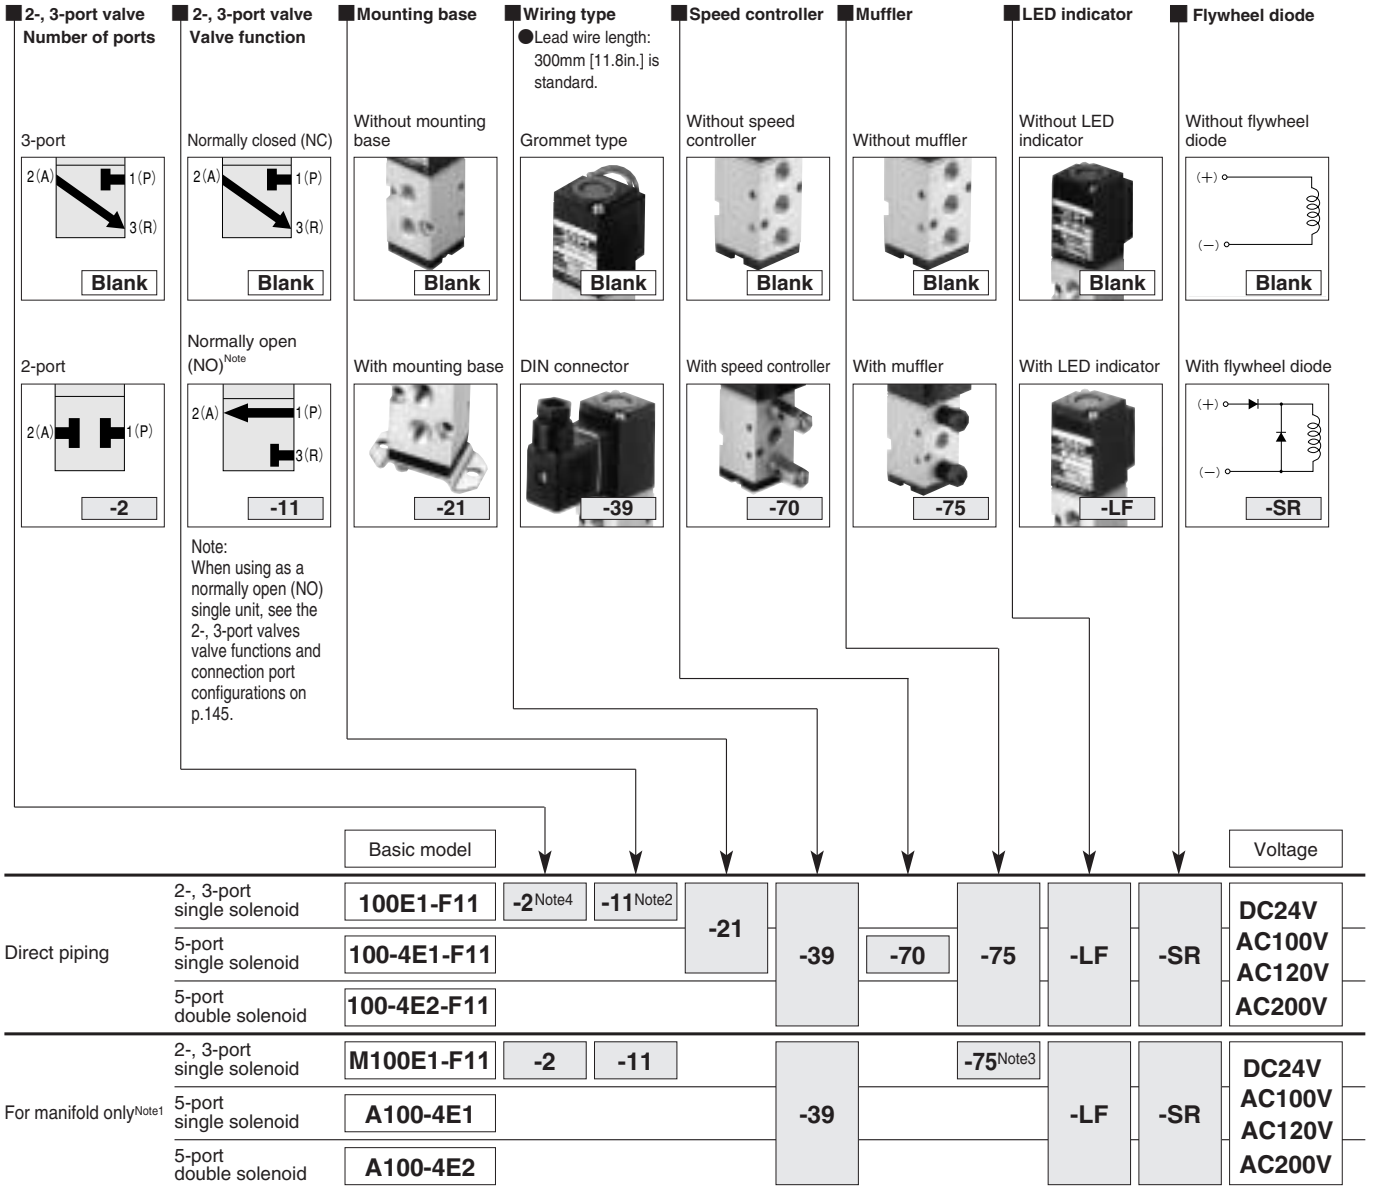 ■ 2-, 3-port valve
Number of ports
■ 2-, 3-port valve
Valve function
■ Mounting base
■ Wiring type
●Lead wire length:
300mm [11.8in.] is
standard.
■ Speed controller
■ Muffler
■ LED indicator
■ Flywheel diode
3-port
2(A)
1(P)
3(R)
Blank
Normally closed (NC)
2(A)
1(P)
3(R)
Blank
Without mounting
base
Blank
Grommet type
Blank
Without speed
controller
Blank
Without muffler
Blank
Without LED
indicator
Blank
Without flywheel
diode
(+)
(−)
Blank
2-port
2(A)
1(P)
-2
Normally open
(NO)Note
2(A)
1(P)
3(R)
-11
With mounting base
-21
DIN connector
-39
With speed controller
-70
With muffler
-75
With LED indicator
-LF
With flywheel diode
(+)
(−)
-SR
Note:
When using as a
normally open (NO)
single unit, see the
2-, 3-port valves
valve functions and
connection port
configurations on
p.145.
Basic model
Voltage
Direct piping
2-, 3-port
single solenoid
100E1-F11
-2Note4
-11Note2
-21
-39
-70
-75
-LF
-SR
DC24V
AC100V
AC120V
AC200V
5-port
single solenoid
100-4E1-F11
5-port
double solenoid
100-4E2-F11
For manifold onlyNote1
2-, 3-port
single solenoid
M100E1-F11
-2
-11
-39
-75Note3
-LF
-SR
DC24V
AC100V
AC120V
AC200V
5-port
single solenoid
A100-4E1
5-port
double solenoid
A100-4E2